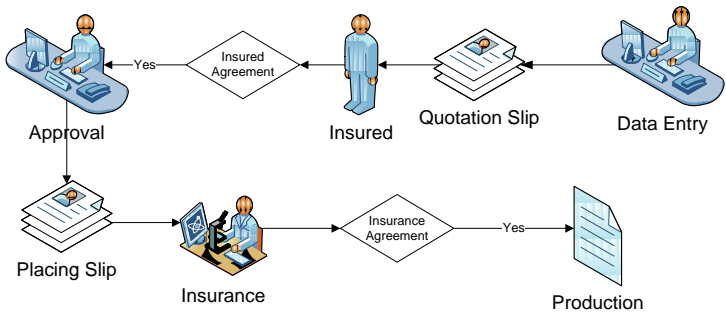 Yes
Insured
Agreement
Approval
Insured
Quotation Slip
Data Entry
Placing Slip
Insurance
Insurance
Agreement
Yes
Production